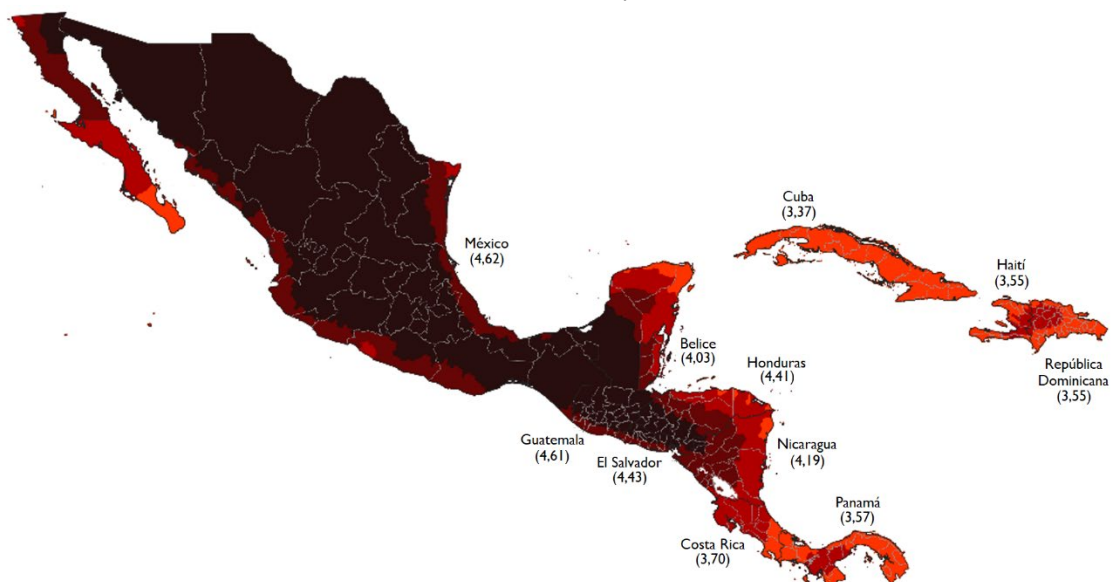 Cuba
(3,37)
México
(4,62)
Haití
(3,55)
Belice
(4,03)
Honduras
(4,41)
República
Dominicana
(3,55)
Guatemala
(4,61)
El Salvador
(4,43)
Nicaragua
(4,19)
Panamá
(3,57)
Costa Rica
(3,70)